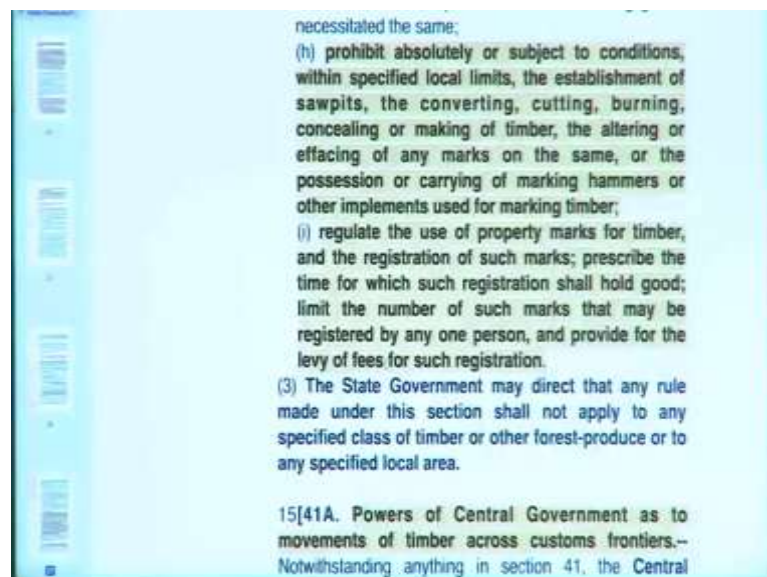 necessitated the same;
(h) prohibit absolutely or subject to conditions,
within specified local limits, the establishment of
sawpits, the converting, cutting, burning,
concealing or making of timber, the altering or
effacing of any marks on the same, or the
possession or carrying of marking hammers or
other implements used for marking timber;
(i) regulate the use of property marks for timber,
and the registration of such marks; prescribe the
time for which such registration shall hold good;
limit the number of such marks that may be
registered by any one person, and provide for the
levy of fees for such registration.
(3) The State Government may direct that any rule
made under this section shall not apply to any
specified class of timber or other forest-produce or to
any specified local area.
15[41A. Powers of Central Government as to
movements of timber across customs frontiers.--
Notwithstanding anything in section 41, the Central